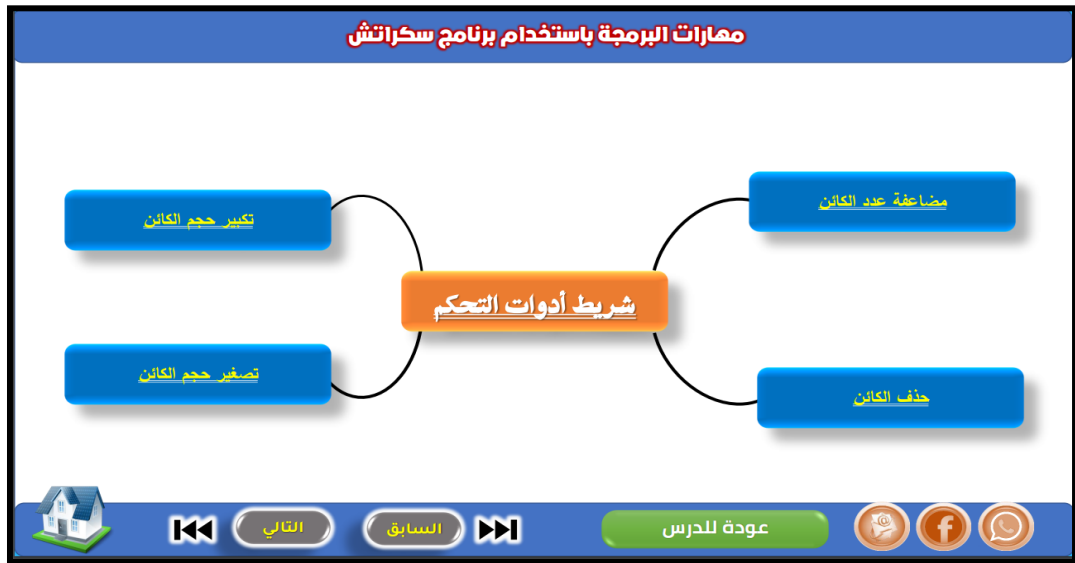 مهارات البرمجة باستخدام برنامج سكراتش
مضاعفة عدد الكائن
تكبير حجم الكائن
شريط أدوات التحكم
تصغير حجم الكائن
حذف الكائن
عودة للدرس
السابق
التالي